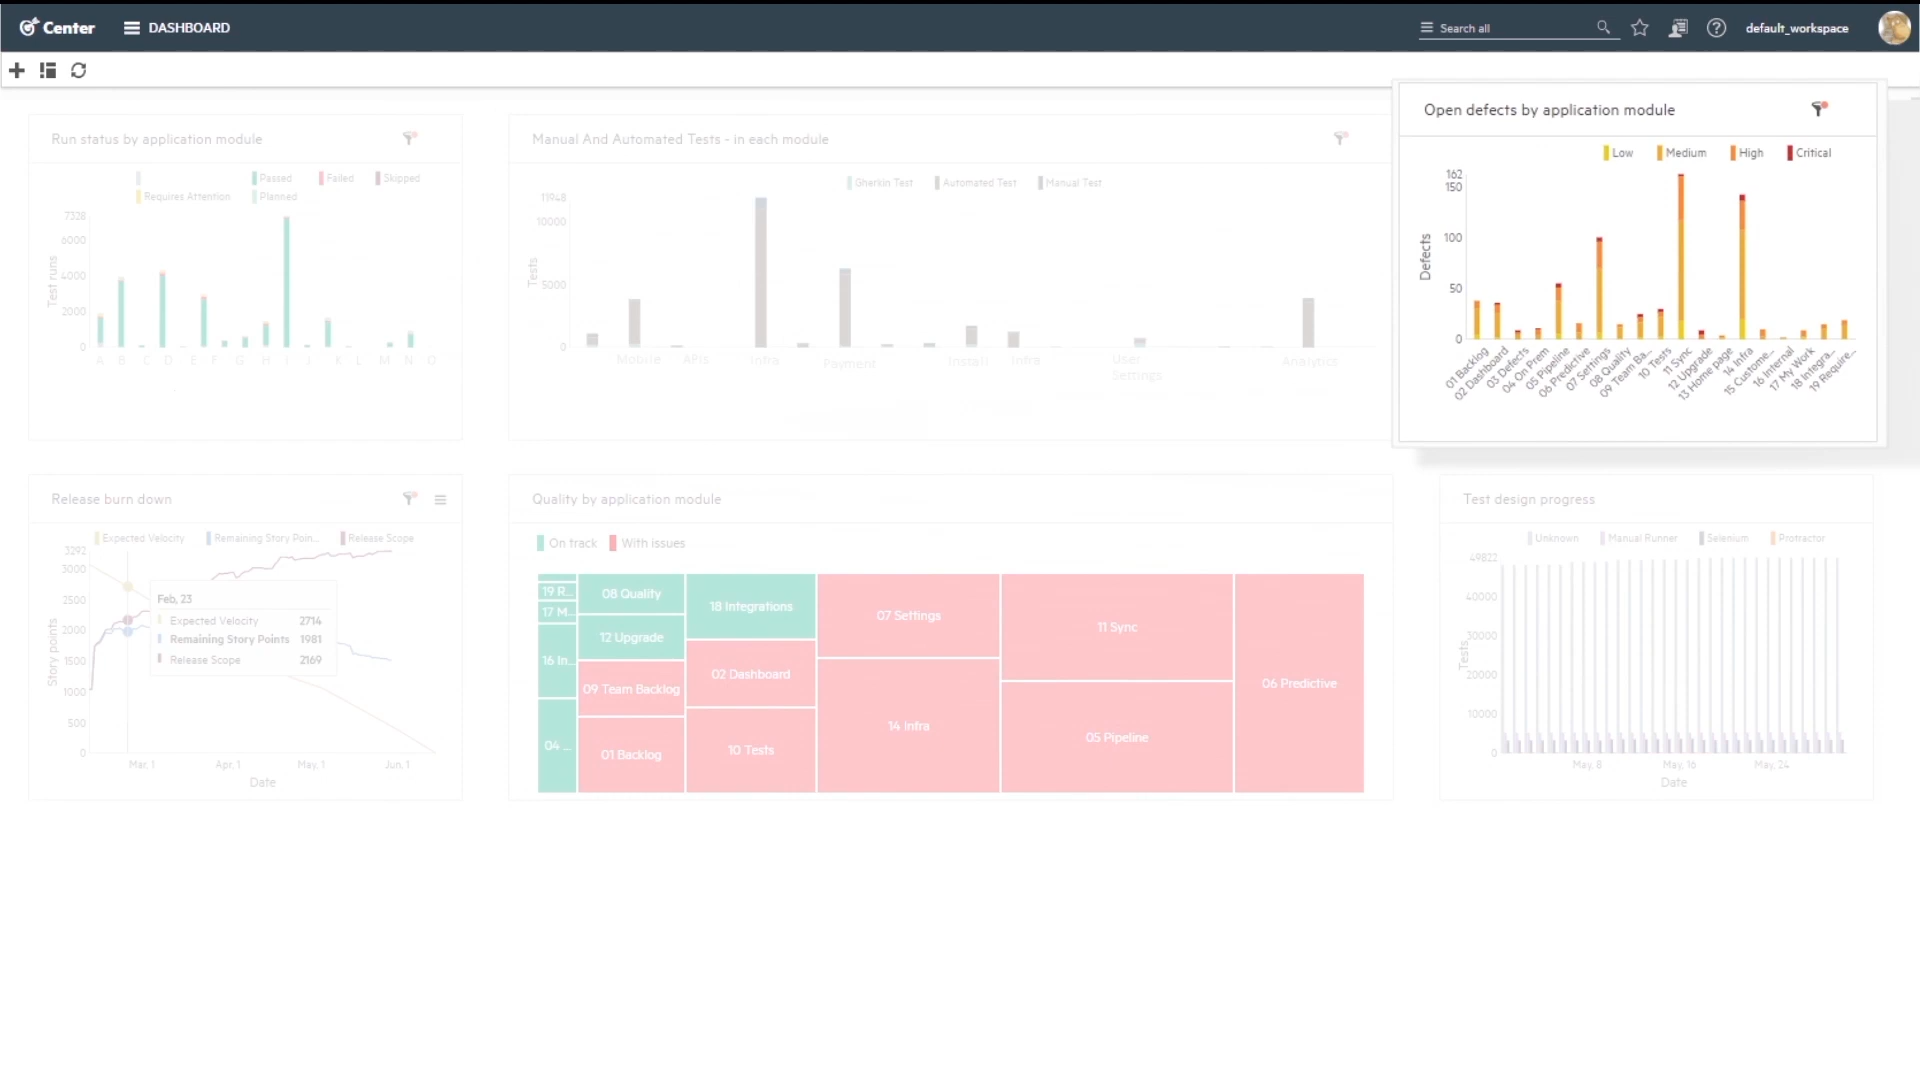 Center
DASHBOARD
Search all
default_workspace
Run status by application module
Passed
Failed
Skipped
Requires Attention
Planned
7328
6000
4000
2000
0
Test runs
A B C D E F G H I J K L M N O
Manual And Automated Tests - in each module
Gherkin Test
Automated Test
Manual Test
11948
10000
5000
0
Tests
Mobile
APIs
Infra
Payment
Install
Infra
User Settings
Analytics
Open defects by application module
Low
Medium
High
Critical
162
150
100
50
0
Defects
01 Backlog
02 Dashboard
03 Defects
04 On Prem
05 Pipeline
06 Predictive
07 Settings
08 Quality
09 Team Ba...
10 Tests
11 Sync
12 Upgrade
13 Home page
14 Infra
15 Custome...
16 Internal
17 My Work
18 Integra...
19 Require...
Release burn down
Expected Velocity
Remaining Story Poin...
Release Scope
3292
3000
2500
2000
1500
1000
500
0
Story points
Feb, 23
Expected Velocity 2714
Remaining Story Points 1981
Release Scope 2169
Mar, 1
Apr, 1
May, 1
Jun, 1
Date
Quality by application module
On track
With issues
19 R...
17 M...
16 In...
04 ...
08 Quality
12 Upgrade
09 Team Backlog
01 Backlog
18 Integrations
02 Dashboard
10 Tests
07 Settings
14 Infra
11 Sync
05 Pipeline
06 Predictive
Test design progress
Unknown
Manual Runner
Selenium
Protractor
49822
40000
30000
20000
10000
0
Tests
May, 8
May, 16
May, 24
Date